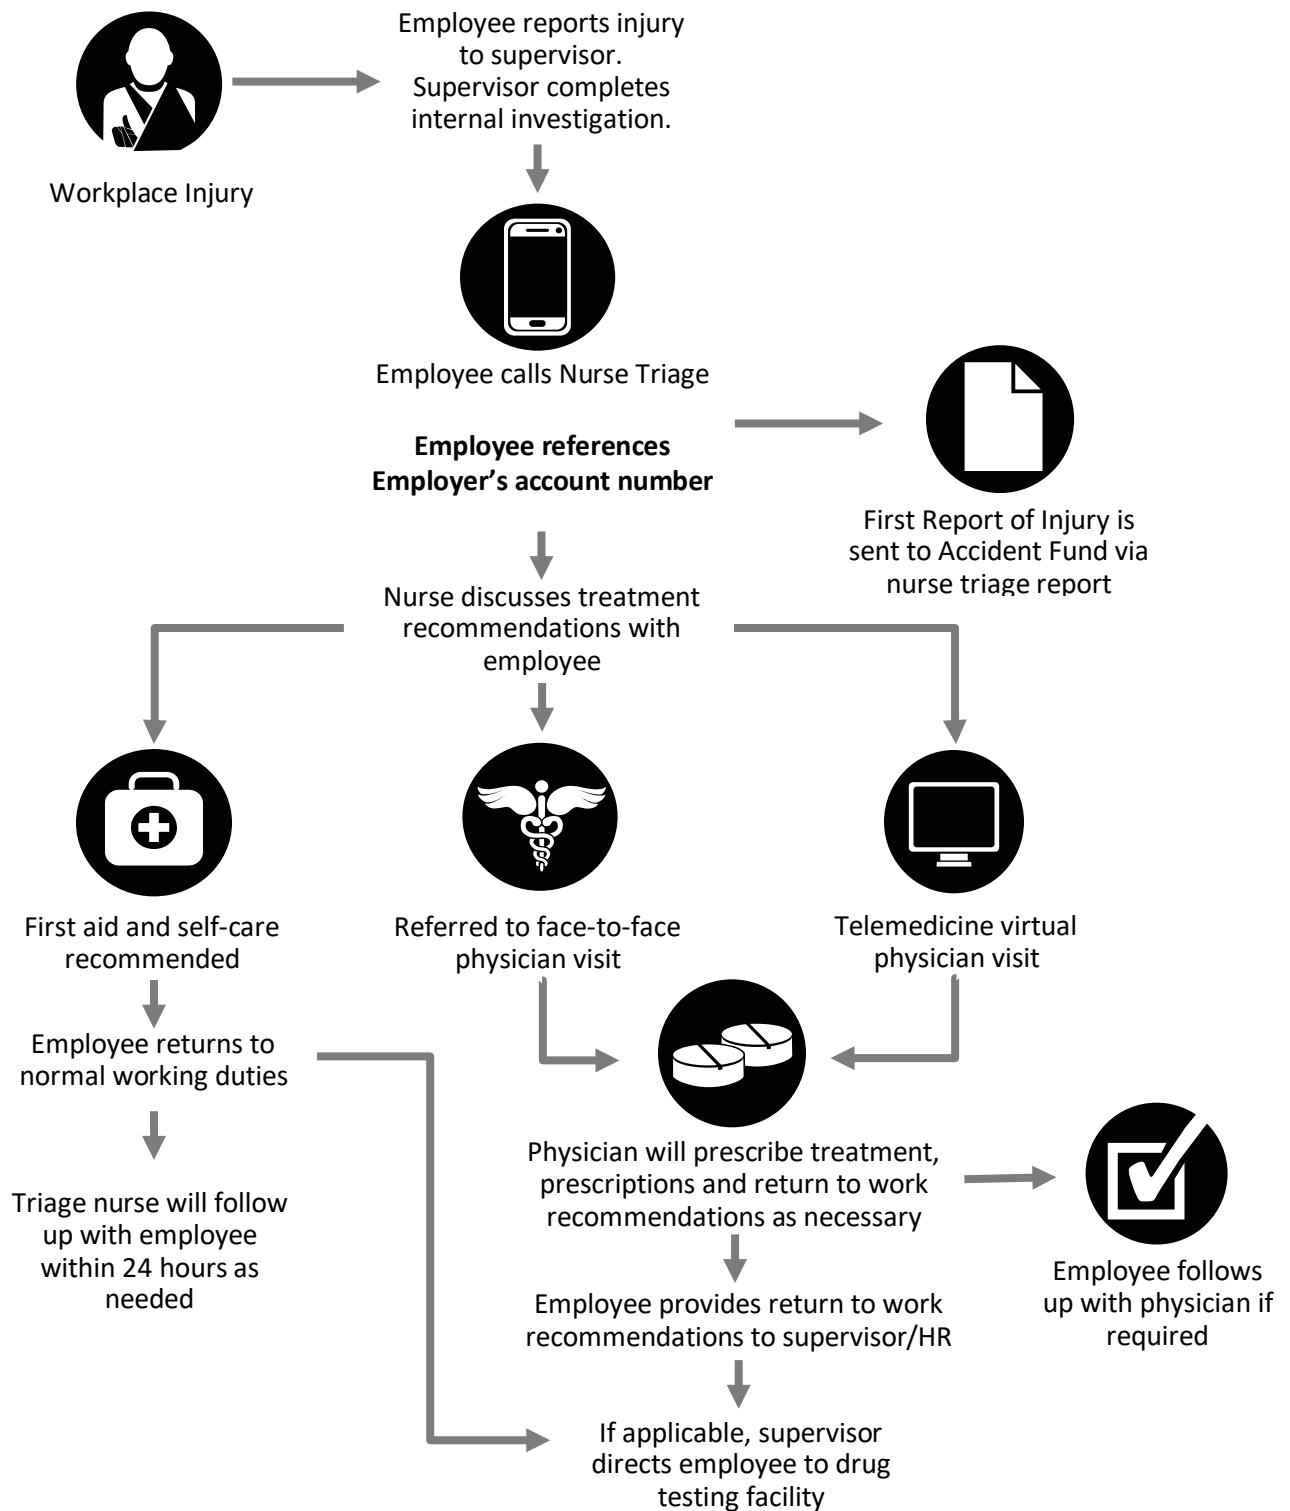 Employee reports injury
to supervisor.
Supervisor completes
internal investigation.
Workplace Injury
Employee calls Nurse Triage
Employee references
Employer’s account number
First Report of Injury is
sent to Accident Fund via
nurse triage report
Nurse discusses treatment
recommendations with
employee
First aid and self-care
recommended
Referred to face-to-face
physician visit
Telemedicine virtual
physician visit
Employee returns to
normal working duties
Triage nurse will follow
up with employee
within 24 hours as
needed
Physician will prescribe treatment,
prescriptions and return to work
recommendations as necessary
Employee follows
up with physician if
required
Employee provides return to work
recommendations to supervisor/HR
If applicable, supervisor
directs employee to drug
testing facility